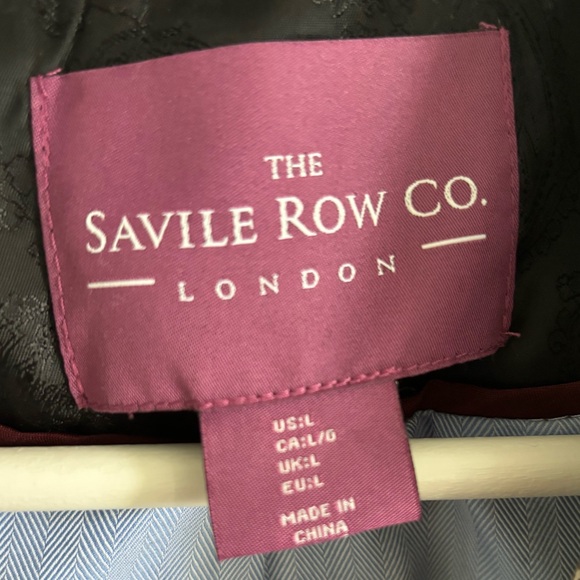 THE
SAVILE ROW CO.
LONDON
US:L
CA:L/G
UK:L
EU:L
MADE IN
CHINA